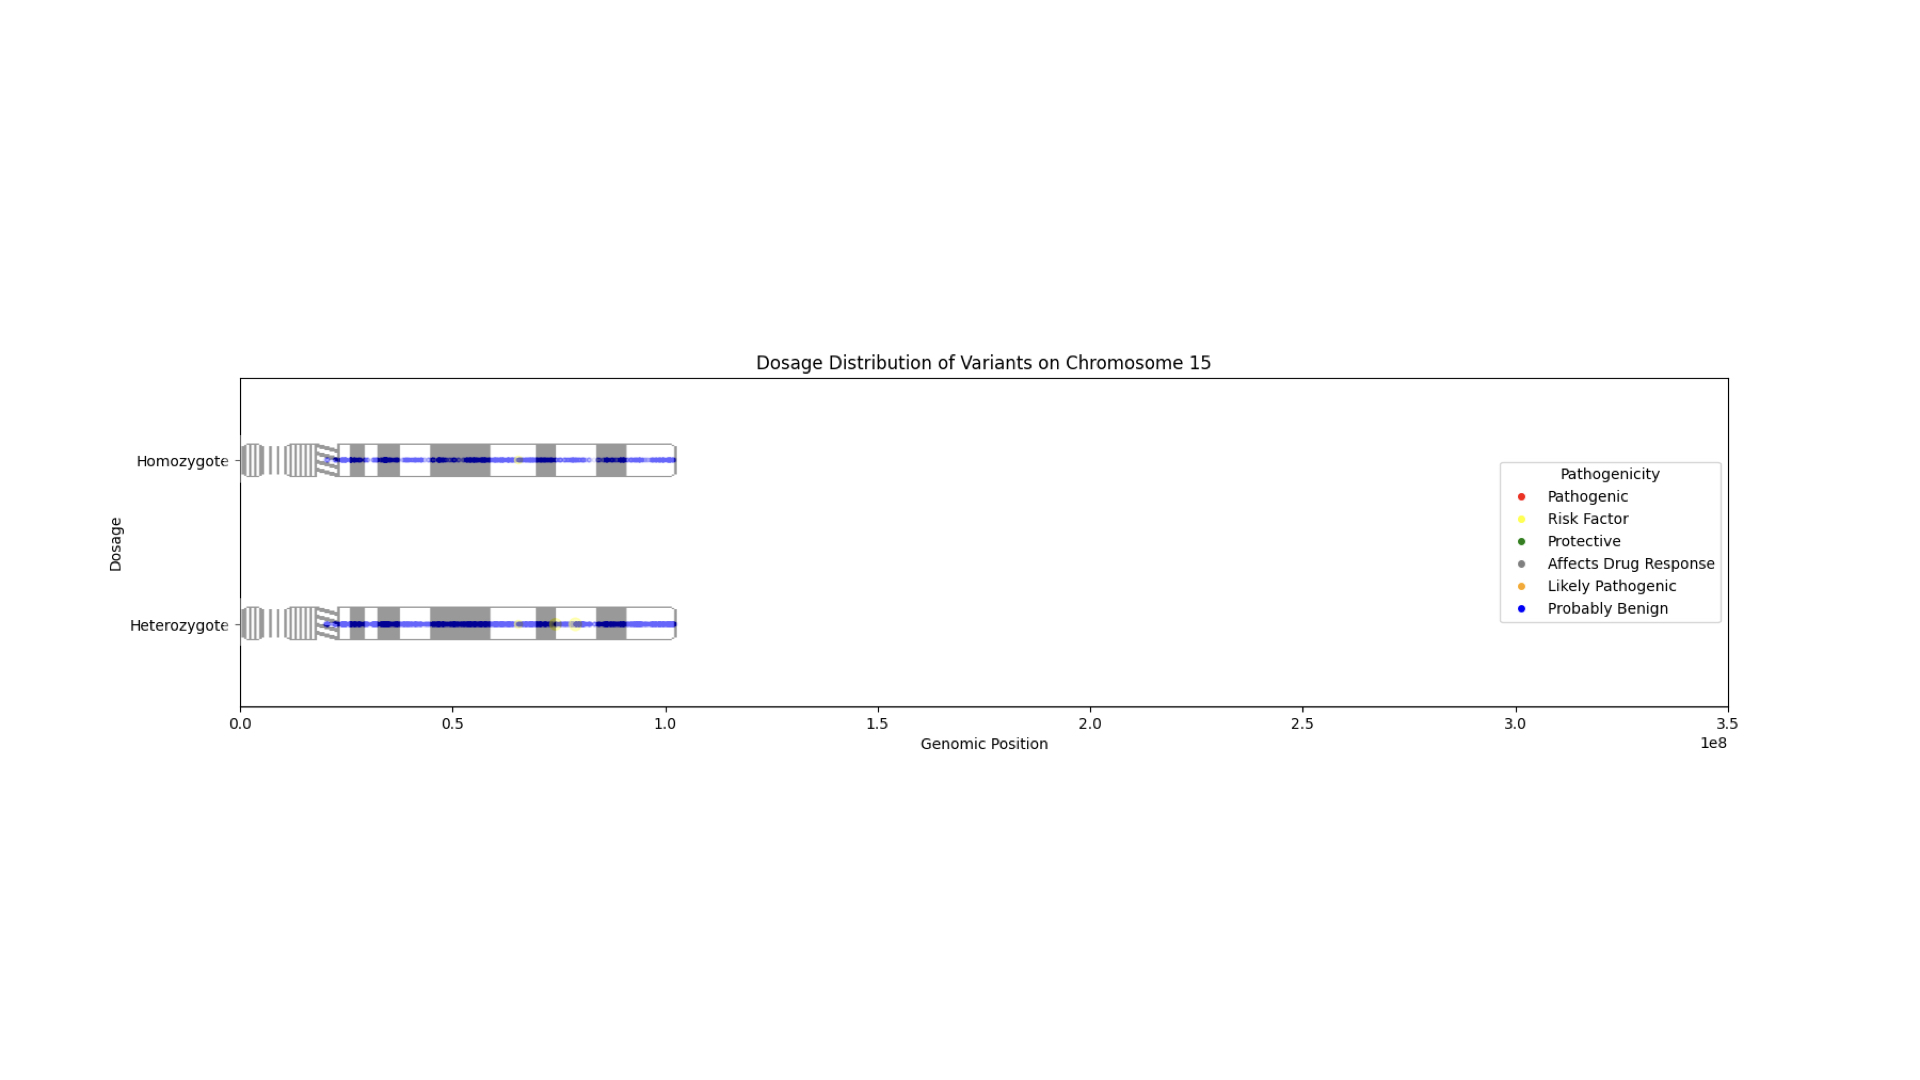 Dosage Distribution of Variants on Chromosome 15
Homozygote
Heterozygote
Dosage
Pathogenicity
Pathogenic
Risk Factor
Protective
Affects Drug Response
Likely Pathogenic
Probably Benign
0.0 0.5 1.0 1.5 2.0 2.5 3.0 3.5
Genomic Position
1e8